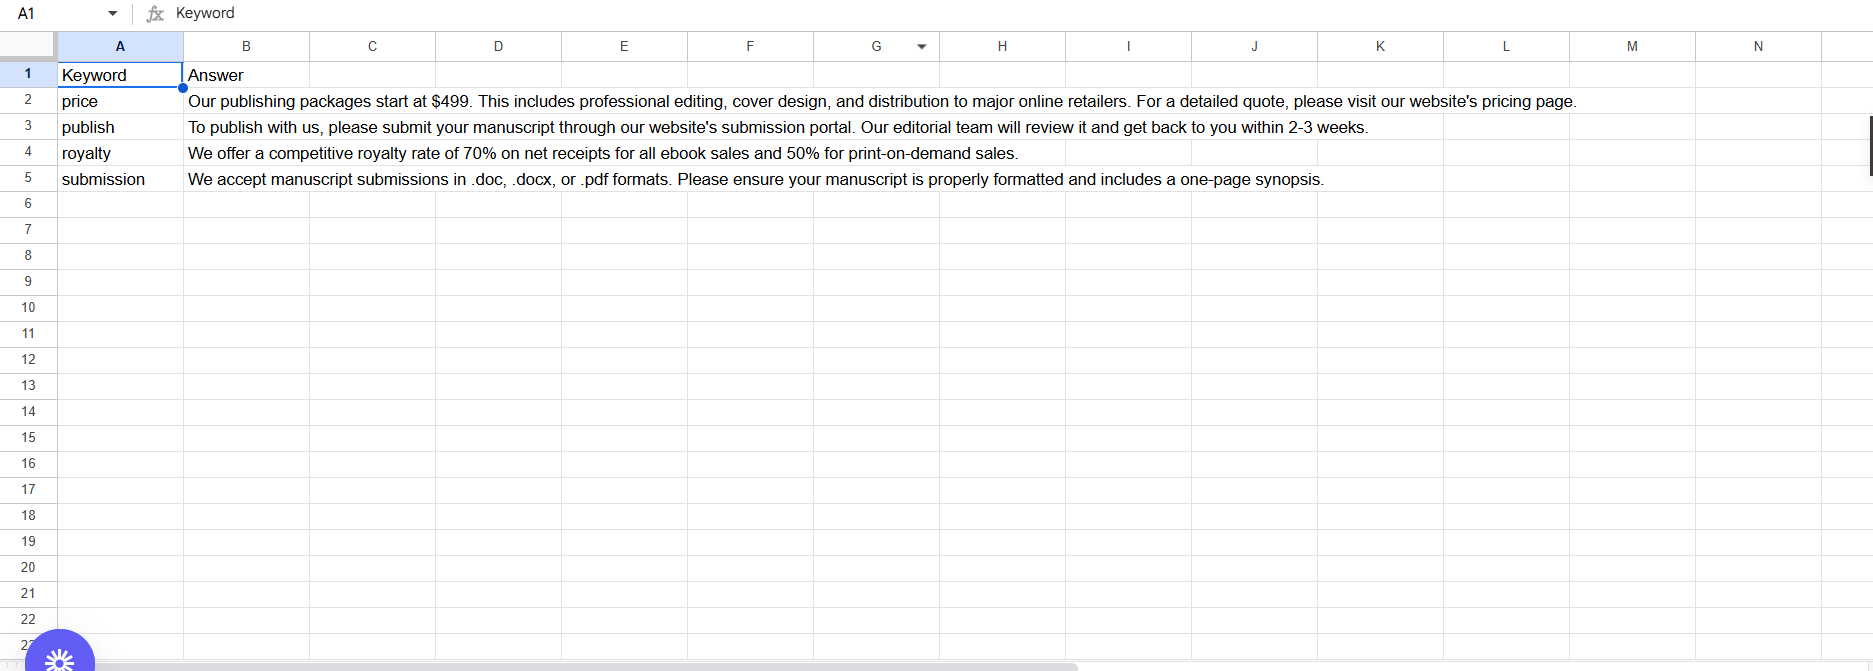 A1 fx Keyword
A B C D E F G H I J K L M N
1 Keyword Answer
2 price Our publishing packages start at $499. This includes professional editing, cover design, and distribution to major online retailers. For a detailed quote, please visit our website's pricing page.
3 publish To publish with us, please submit your manuscript through our website's submission portal. Our editorial team will review it and get back to you within 2-3 weeks.
4 royalty We offer a competitive royalty rate of 70% on net receipts for all ebook sales and 50% for print-on-demand sales.
5 submission We accept manuscript submissions in .doc, .docx, or .pdf formats. Please ensure your manuscript is properly formatted and includes a one-page synopsis.
6
7
8
9
10
11
12
13
14
15
16
17
18
19
20
21
22